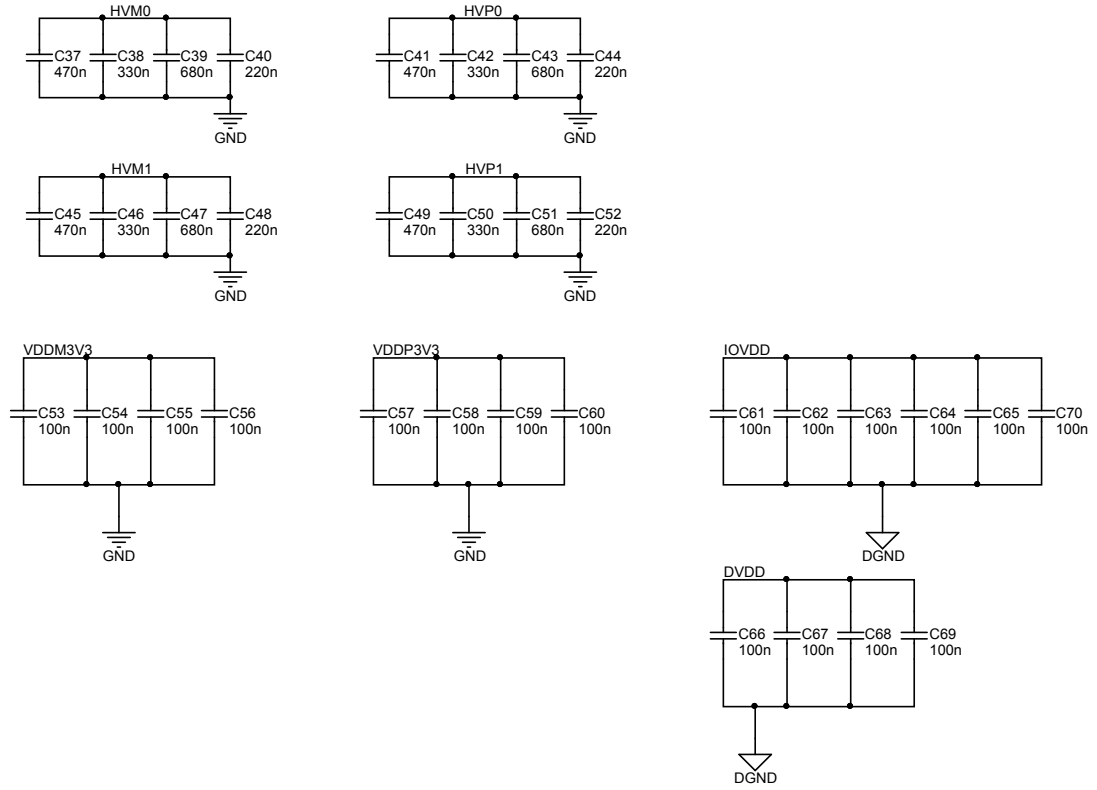 HVM0 HVP0
C37 C38 C39 C40 C41 C42 C43 C44
470n 330n 680n 220n 470n 330n 680n 220n
GND GND
HVM1 HVP1
C45 C46 C47 C48 C49 C50 C51 C52
470n 330n 680n 220n 470n 330n 680n 220n
GND GND
VDDM3V3 VDDP3V3 IOVDD
C53 C54 C55 C56 C57 C58 C59 C60 C61 C62 C63 C64 C65 C70
100n 100n 100n 100n 100n 100n 100n 100n 100n 100n 100n 100n 100n 100n
GND GND DGND
DVDD
C66 C67 C68 C69
100n 100n 100n 100n
DGND